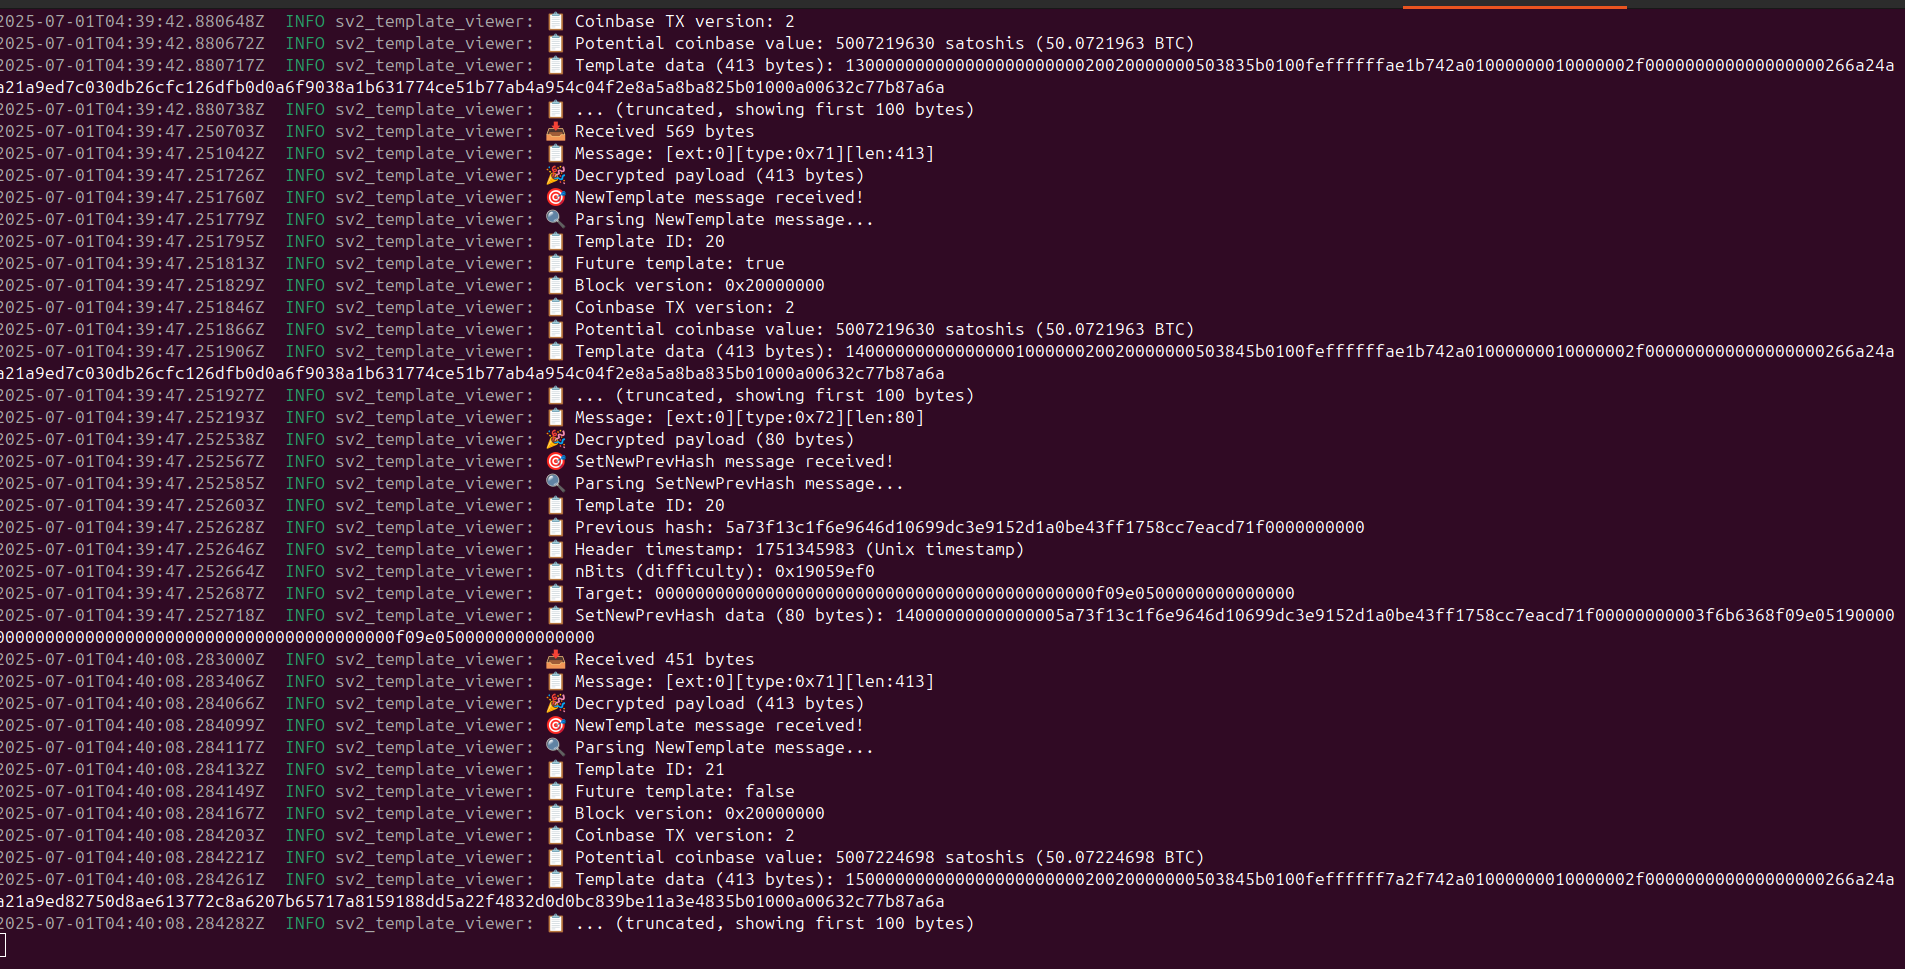 2025-07-01T04:39:42.880648Z  INFO sv2_template_viewer: 📋 Coinbase TX version: 2
2025-07-01T04:39:42.880672Z  INFO sv2_template_viewer: 📋 Potential coinbase value: 5007219630 satoshis (50.0721963 BTC)
2025-07-01T04:39:42.880717Z  INFO sv2_template_viewer: 📋 Template data (413 bytes):
2025-07-01T04:39:42.880738Z  INFO sv2_template_viewer: 📋 ... (truncated, showing first 100 bytes)
2025-07-01T04:39:47.250703Z  INFO sv2_template_viewer: 📥 Received 569 bytes
2025-07-01T04:39:47.251042Z  INFO sv2_template_viewer: 📋 Message: [ext:0][type:0x71][len:413]
2025-07-01T04:39:47.251726Z  INFO sv2_template_viewer: 🎉 Decrypted payload (413 bytes)
2025-07-01T04:39:47.251760Z  INFO sv2_template_viewer: 🎯 NewTemplate message received!
2025-07-01T04:39:47.251779Z  INFO sv2_template_viewer: 🔍 Parsing NewTemplate message...
2025-07-01T04:39:47.251795Z  INFO sv2_template_viewer: 📋 Template ID: 20
2025-07-01T04:39:47.251813Z  INFO sv2_template_viewer: 📋 Future template: true
2025-07-01T04:39:47.251829Z  INFO sv2_template_viewer: 📋 Block version: 0x20000000
2025-07-01T04:39:47.251846Z  INFO sv2_template_viewer: 📋 Coinbase TX version: 2
2025-07-01T04:39:47.251866Z  INFO sv2_template_viewer: 📋 Potential coinbase value: 5007219630 satoshis (50.0721963 BTC)
2025-07-01T04:39:47.251906Z  INFO sv2_template_viewer: 📋 Template data (413 bytes):
a21a9ed7c030db26cfc126dfb0d0a6f9038a1b631774ce51b77ab4a954c04f2e8a5a8ba835b01000a00632c77b87a6a
2025-07-01T04:39:47.251927Z  INFO sv2_template_viewer: 📋 ... (truncated, showing first 100 bytes)
2025-07-01T04:39:47.252193Z  INFO sv2_template_viewer: 📋 Message: [ext:0][type:0x72][len:80]
2025-07-01T04:39:47.252538Z  INFO sv2_template_viewer: 🎉 Decrypted payload (80 bytes)
2025-07-01T04:39:47.252567Z  INFO sv2_template_viewer: 🎯 SetNewPrevHash message received!
2025-07-01T04:39:47.252585Z  INFO sv2_template_viewer: 🔍 Parsing SetNewPrevHash message...
2025-07-01T04:39:47.252603Z  INFO sv2_template_viewer: 📋 Template ID: 20
2025-07-01T04:39:47.252628Z  INFO sv2_template_viewer: 📋 Previous hash: 5a73f13c1f6e9646d10699dc3e9152d1a0be43ff1758cc7eacd71f0000000000
2025-07-01T04:39:47.252646Z  INFO sv2_template_viewer: 📋 Header timestamp: 1751345983 (Unix timestamp)
2025-07-01T04:39:47.252664Z  INFO sv2_template_viewer: 📋 nBits (difficulty): 0x19059ef0
2025-07-01T04:39:47.252687Z  INFO sv2_template_viewer: 📋 Target: 00000000000000000000000000000000000000000000f09e0500000000000000
2025-07-01T04:39:47.252718Z  INFO sv2_template_viewer: 📋 SetNewPrevHash data (80 bytes):
2025-07-01T04:40:08.283000Z  INFO sv2_template_viewer: 📥 Received 451 bytes
2025-07-01T04:40:08.283406Z  INFO sv2_template_viewer: 📋 Message: [ext:0][type:0x71][len:413]
2025-07-01T04:40:08.284066Z  INFO sv2_template_viewer: 🎉 Decrypted payload (413 bytes)
2025-07-01T04:40:08.284099Z  INFO sv2_template_viewer: 🎯 NewTemplate message received!
2025-07-01T04:40:08.284117Z  INFO sv2_template_viewer: 🔍 Parsing NewTemplate message...
2025-07-01T04:40:08.284132Z  INFO sv2_template_viewer: 📋 Template ID: 21
2025-07-01T04:40:08.284149Z  INFO sv2_template_viewer: 📋 Future template: false
2025-07-01T04:40:08.284167Z  INFO sv2_template_viewer: 📋 Block version: 0x20000000
2025-07-01T04:40:08.284203Z  INFO sv2_template_viewer: 📋 Coinbase TX version: 2
2025-07-01T04:40:08.284221Z  INFO sv2_template_viewer: 📋 Potential coinbase value: 5007224698 satoshis (50.07224698 BTC)
2025-07-01T04:40:08.284261Z  INFO sv2_template_viewer: 📋 Template data (413 bytes):
a21a9ed82750d8ae613772c8a6207b65717a8159188dd5a22f4832d0d0bc839be11a3e4835b01000a00632c77b87a6a
2025-07-01T04:40:08.284282Z  INFO sv2_template_viewer: 📋 ... (truncated, showing first 100 bytes)